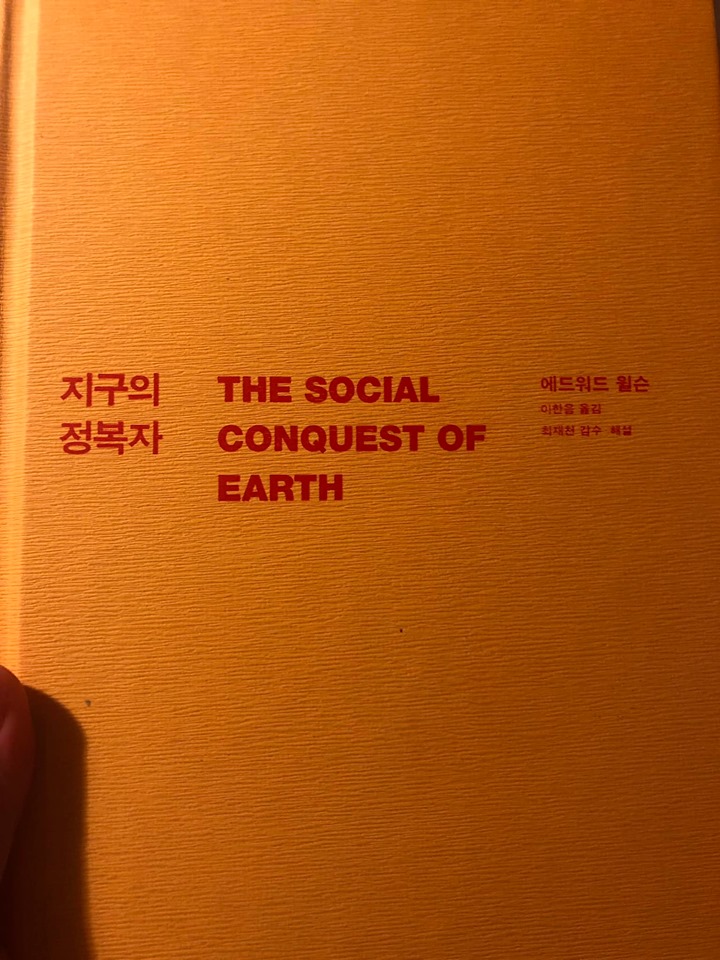 지구의
정복자
THE SOCIAL
CONQUEST OF
EARTH
에드워드 윌슨
이한음 옮김
최재천 감수 해설